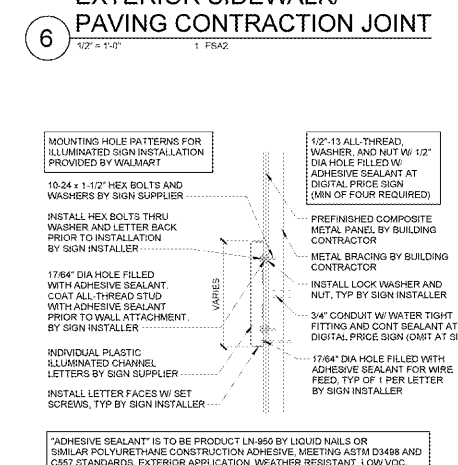 EXTERIOR SIDEWALK/
6
PAVING CONTRACTION JOINT
1/2" = 1'-0"
1 FSA2
MOUNTING HOLE PATTERNS FOR
ILLUMINATED SIGN INSTALLATION
PROVIDED BY WALMART
10-24 x 1-1/2" HEX BOLTS AND
WASHERS BY SIGN SUPPLIER
INSTALL HEX BOLTS THRU
WASHER AND LETTER BACK
PRIOR TO INSTALLATION
BY SIGN INSTALLER
17/64" DIA HOLE FILLED
WITH ADHESIVE SEALANT.
COAT ALL-THREAD STUD
WITH ADHESIVE SEALANT
PRIOR TO WALL ATTACHMENT.
BY SIGN INSTALLER
INDIVIDUAL PLASTIC
ILLUMINATED CHANNEL
LETTERS BY SIGN SUPPLIER
INSTALL LETTER FACES W/ SET
SCREWS, TYP BY SIGN INSTALLER
VARIES
1/2"-13 ALL-THREAD,
WASHER, AND NUT W/ 1/2"
DIA HOLE FILLED W/
ADHESIVE SEALANT AT
DIGITAL PRICE SIGN
(MIN OF FOUR REQUIRED)
PREFINISHED COMPOSITE
METAL PANEL BY BUILDING
CONTRACTOR
METAL BRACING BY BUILDING
CONTRACTOR
INSTALL LOCK WASHER AND
NUT, TYP BY SIGN INSTALLER
3/4" CONDUIT W/ WATER TIGHT
FITTING AND CONT SEALANT AT
DIGITAL PRICE SIGN (OMIT AT SI
17/64" DIA HOLE FILLED WITH
ADHESIVE SEALANT FOR WIRE
FEED, TYP OF 1 PER LETTER
BY SIGN INSTALLER
"ADHESIVE SEALANT" IS TO BE PRODUCT LN-950 BY LIQUID NAILS OR
SIMILAR POLYURETHANE CONSTRUCTION ADHESIVE, MEETING ASTM D3498 AND
C557 STANDARDS, EXTERIOR APPLICATION, WEATHER RESISTANT, LOW VOC.